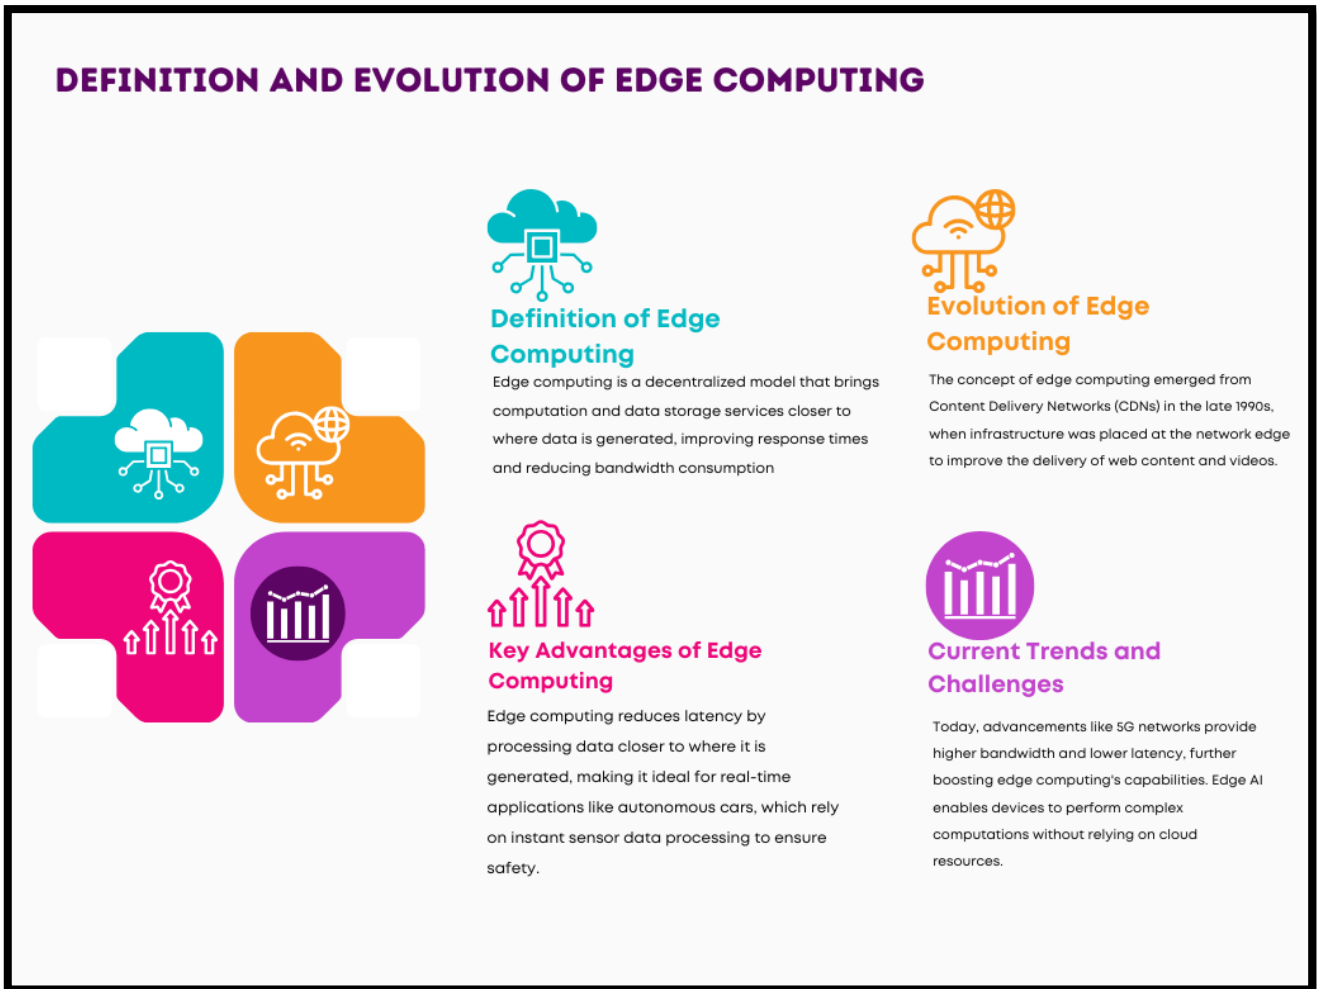 DEFINITION AND EVOLUTION OF EDGE COMPUTING
Definition of Edge
Computing
Edge computing is a decentralized model that brings
computation and data storage services closer to
where data is generated, improving response times
and reducing bandwidth consumption
Evolution of Edge
Computing
The concept of edge computing emerged from
Content Delivery Networks (CDNs) in the late 1990s,
when infrastructure was placed at the network edge
to improve the delivery of web content and videos.
Key Advantages of Edge
Computing
Edge computing reduces latency by
processing data closer to where it is
generated, making it ideal for real-time
applications like autonomous cars, which rely
on instant sensor data processing to ensure
safety.
Current Trends and
Challenges
Today, advancements like 5G networks provide
higher bandwidth and lower latency, further
boosting edge computing's capabilities. Edge AI
enables devices to perform complex
computations without relying on cloud
resources.